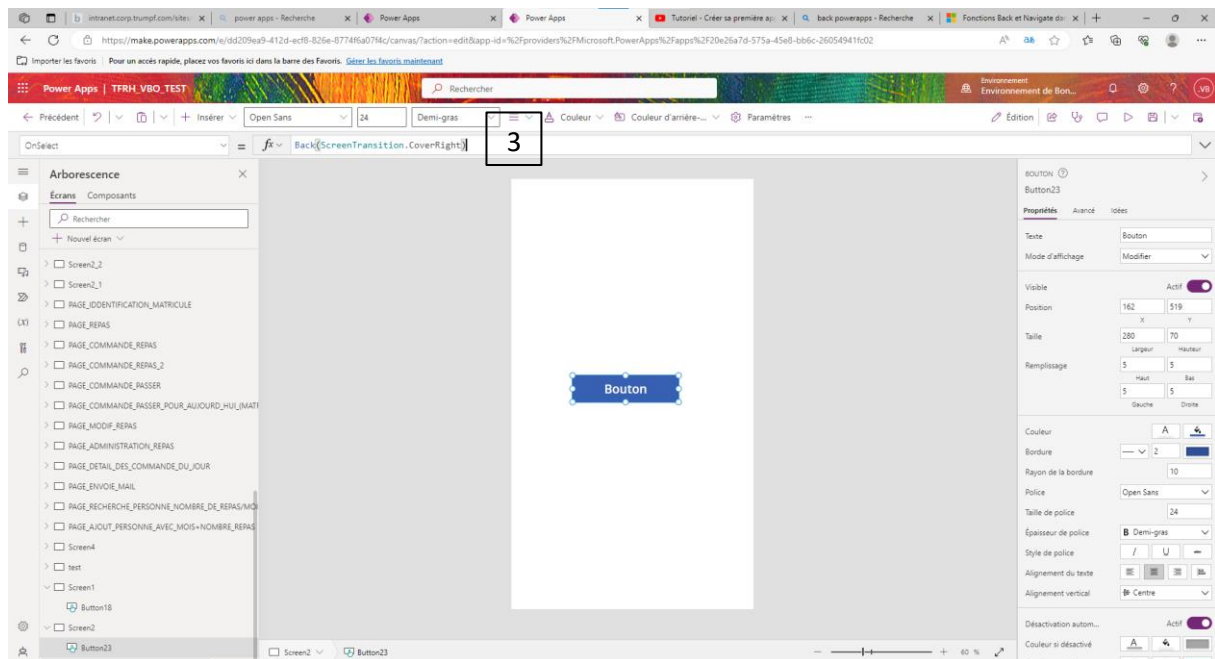 intranet.corp.trumpf.com/sites:
power apps - Recherche
Power Apps
Power Apps
Tutoriel - Créer sa première ap
back powerapps - Recherche
Fonctions Back et Navigate da
https://make.powerapps.com/e/dd209ea9-412d-ecf8-826e-8774f6a07f4c/canvas/?action=edit&app-id=%2Fproviders%2FMicrosoft.PowerApps%2Fapps%2F20e26a7d-575a-45e8-bb6c-26054941fc02
Importer les favoris
Pour un accès rapide, placez vos favoris ici dans la barre des Favoris. Gérer les favoris maintenant
Power Apps | TFRH_VBO_TEST
Rechercher
Environnement
Environnement de Bon...
VB
Précédent
Insérer
Open Sans
24
Demi-gras
Couleur
Couleur d'arrière-...
Paramètres
Édition
3
OnSelect
=
fx
Back(ScreenTransition.CoverRight)
Arborescence
Écrans
Composants
Rechercher
Nouvel écran
Screen2_2
Screen2_1
PAGE_IDDENTIFICATION_MATRICULE
PAGE_REPAS
PAGE_COMMANDE_REPAS
PAGE_COMMANDE_REPAS_2
PAGE_COMMANDE_PASSER
PAGE_COMMANDE_PASSER_POUR_AUJOURD_HUI_(MATI
PAGE_MODIF_REPAS
PAGE_ADMINISTRATION_REPAS
PAGE_DETAIL_DES_COMMANDE_DU_JOUR
PAGE_ENVOIE_MAIL
PAGE_RECHERCHE_PERSONNE_NOMBRE_DE_REPAS/MO
PAGE_AJOUT_PERSONNE_AVEC_MOIS+NOMBRE_REPAS
Screen4
test
Screen1
Button18
Screen2
Button23
Bouton
Screen2
Button23
60 %
BOUTON
Button23
Propriétés
Avancé
Idées
Texte
Bouton
Mode d'affichage
Modifier
Visible
Actif
Position
162
519
X
Y
Taille
280
70
Largeur
Hauteur
Remplissage
5
5
Haut
Bas
5
5
Gauche
Droite
Couleur
A
Bordure
2
Rayon de la bordure
10
Police
Open Sans
Taille de police
24
Épaisseur de police
B Demi-gras
Style de police
/ U
Alignement du texte
Alignement vertical
Centre
Désactivation autom...
Actif
Couleur si désactivé
A